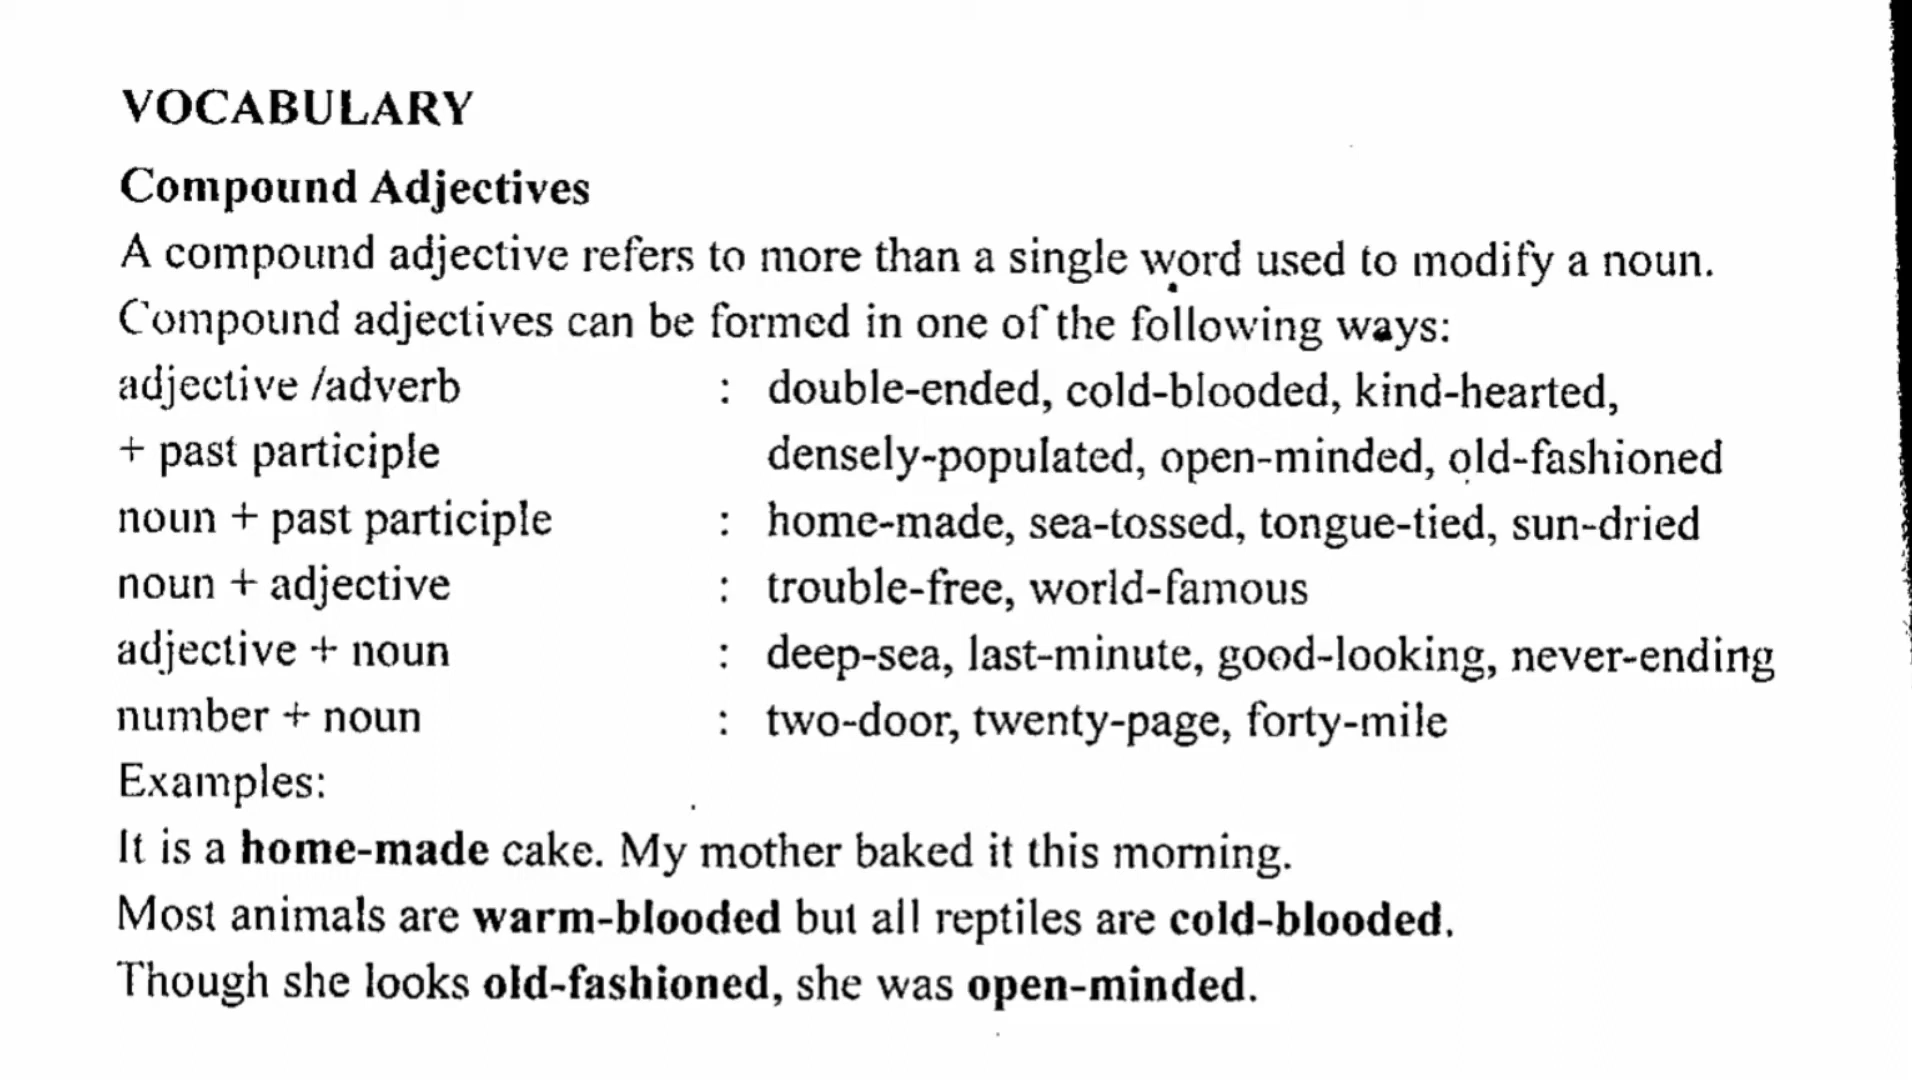 VOCABULARY
Compound Adjectives
A compound adjective refers to more than a single word used to modify a noun.
Compound adjectives can be formed in one of the following ways:
adjective /adverb : double-ended, cold-blooded, kind-hearted,
+ past participle densely-populated, open-minded, old-fashioned
noun + past participle : home-made, sea-tossed, tongue-tied, sun-dried
noun + adjective : trouble-free, world-famous
adjective + noun : deep-sea, last-minute, good-looking, never-ending
number + noun : two-door, twenty-page, forty-mile
Examples:
It is a home-made cake. My mother baked it this morning.
Most animals are warm-blooded but all reptiles are cold-blooded.
Though she looks old-fashioned, she was open-minded.